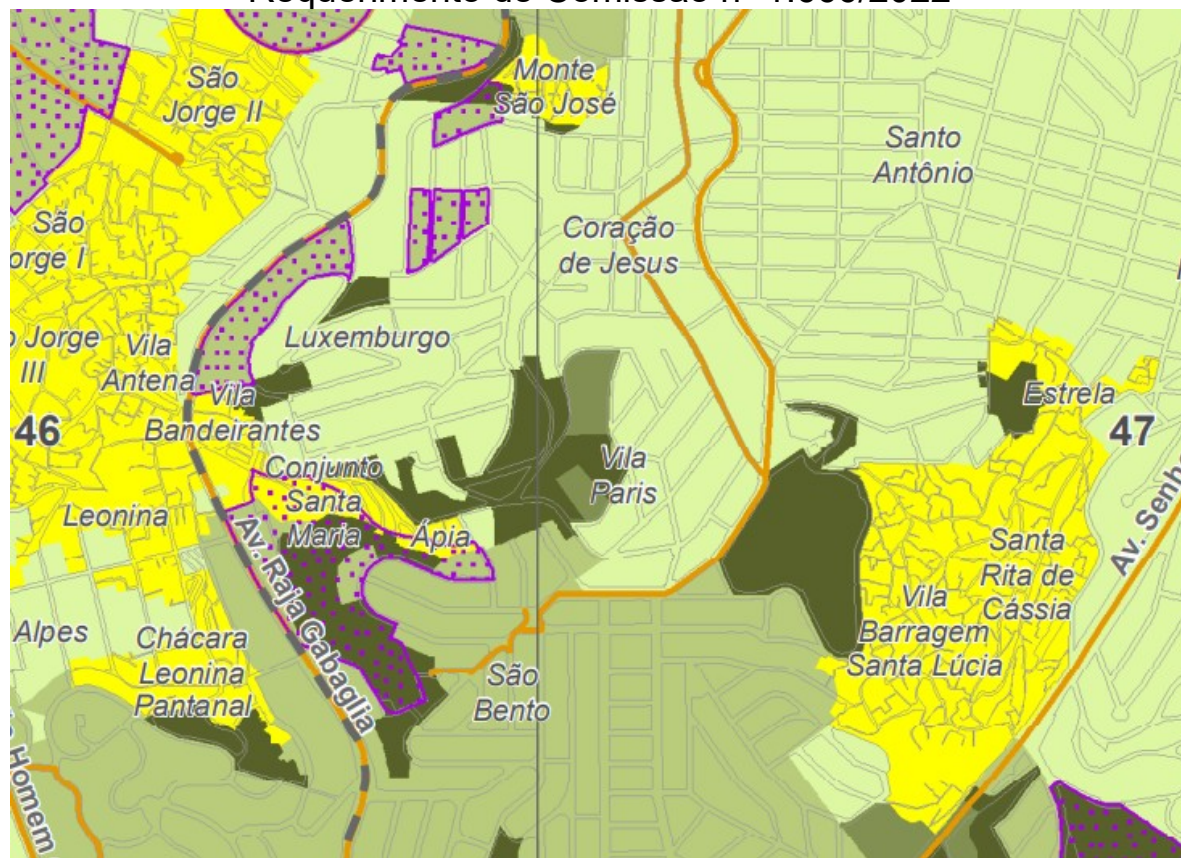 São
Jorge II
Monte
São José
Santo
Antônio
São
Coração
de Jesus
Jorge
III
Vila
Antena
Luxemburgo
Vila
Bandeirantes
46
Estrela
47
Conjunto
Santa
Maria
Vila
Paris
Leonina
Ápia
Av. Raja Gabaglia
Av. Senho
Santa
Rita de
Cássia
Vila
Barragem
Santa Lúcia
Alpes
Chácara
Leonina
Pantanal
São
Bento
Homem